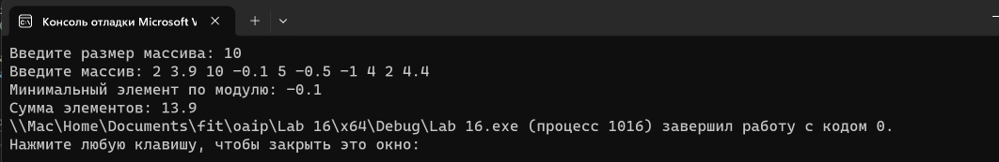 Консоль отладки Microsoft V
Введите размер массива: 10
Введите массив: 2 3.9 10 -0.1 5 -0.5 -1 4 2 4.4
Минимальный элемент по модулю: -0.1
Сумма элементов: 13.9
\\Mac\Home\Documents\fit\oaip\Lab 16\x64\Debug\Lab 16.exe (процесс 1016) завершил работу с кодом 0.
Нажмите любую клавишу, чтобы закрыть это окно: